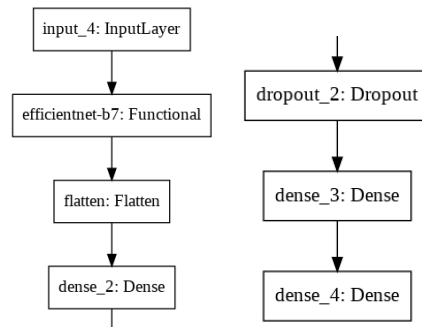 input_4: InputLayer
efficientnet-b7: Functional
flatten: Flatten
dense_2: Dense
dropout_2: Dropout
dense_3: Dense
dense_4: Dense